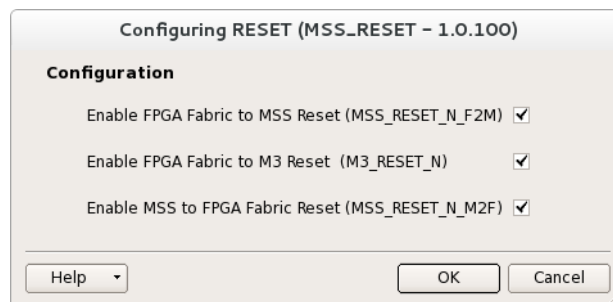 Configuring RESET (MSS_RESET - 1.0.100)
Configuration
Enable FPGA Fabric to MSS Reset (MSS_RESET_N_F2M)
Enable FPGA Fabric to M3 Reset (M3_RESET_N)
Enable MSS to FPGA Fabric Reset (MSS_RESET_N_M2F)
Help OK Cancel